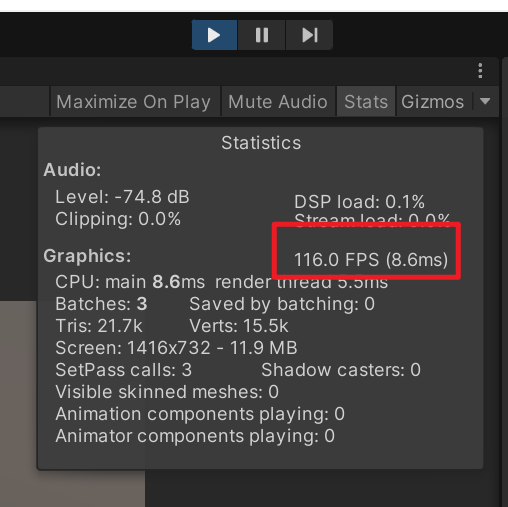 Maximize On Play Mute Audio Stats Gizmos
Statistics
Audio:
Level: -74.8 dB DSP load: 0.1%
Clipping: 0.0% Stream load: 0.0%
Graphics: 116.0 FPS (8.6ms)
CPU: main 8.6ms render thread 5.5ms
Batches: 3 Saved by batching: 0
Tris: 21.7k Verts: 15.5k
Screen: 1416x732 - 11.9 MB
SetPass calls: 3 Shadow casters: 0
Visible skinned meshes: 0
Animation components playing: 0
Animator components playing: 0